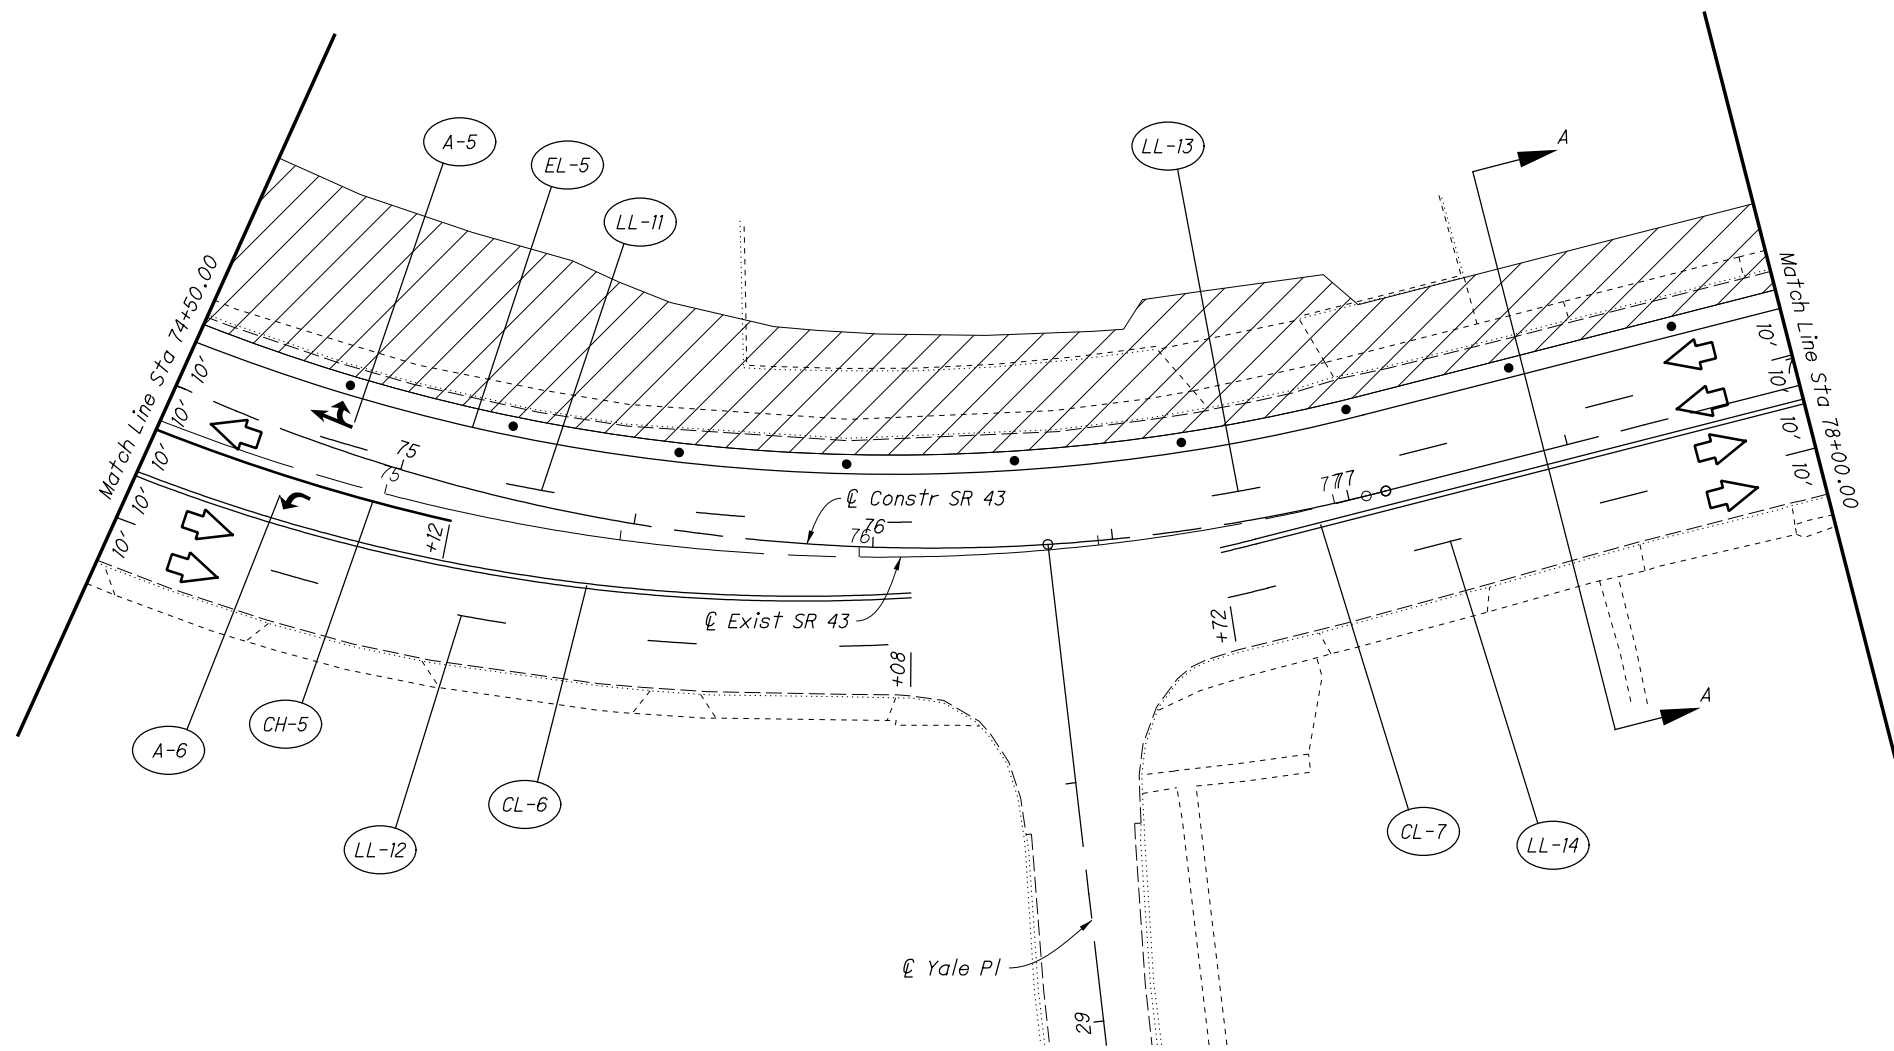 A-5
EL-5
LL-11
LL-13
A
Match Line Sta 74+50.00
Match Line Sta 78+00.00
10'
10'
10'
10'
10'
10'
10'
10'
10'
75
75
+12
℄ Constr SR 43
76
76
77
77
℄ Exist SR 43
+08
+72
A
A-6
CH-5
LL-12
CL-6
CL-7
LL-14
℄ Yale Pl
29